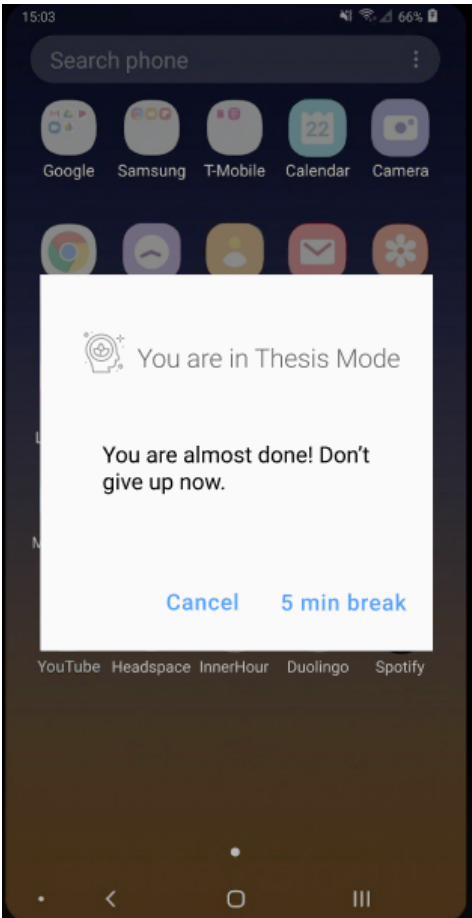 15:03 66%
Search phone
22
Google Samsung T-Mobile Calendar Camera
You are in Thesis Mode
You are almost done! Don't
give up now.
Cancel 5 min break
YouTube Headspace InnerHour Duolingo Spotify